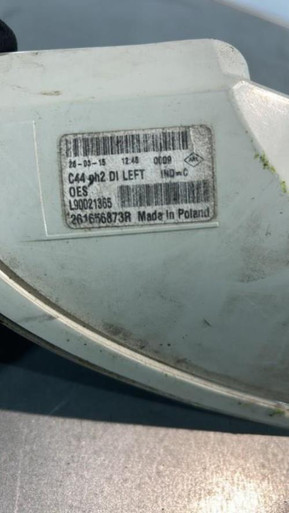 26-03-15 12:48 0009
C44 ph2 DI LEFT IND=C
OES
L90021365
261656873R Made in Poland